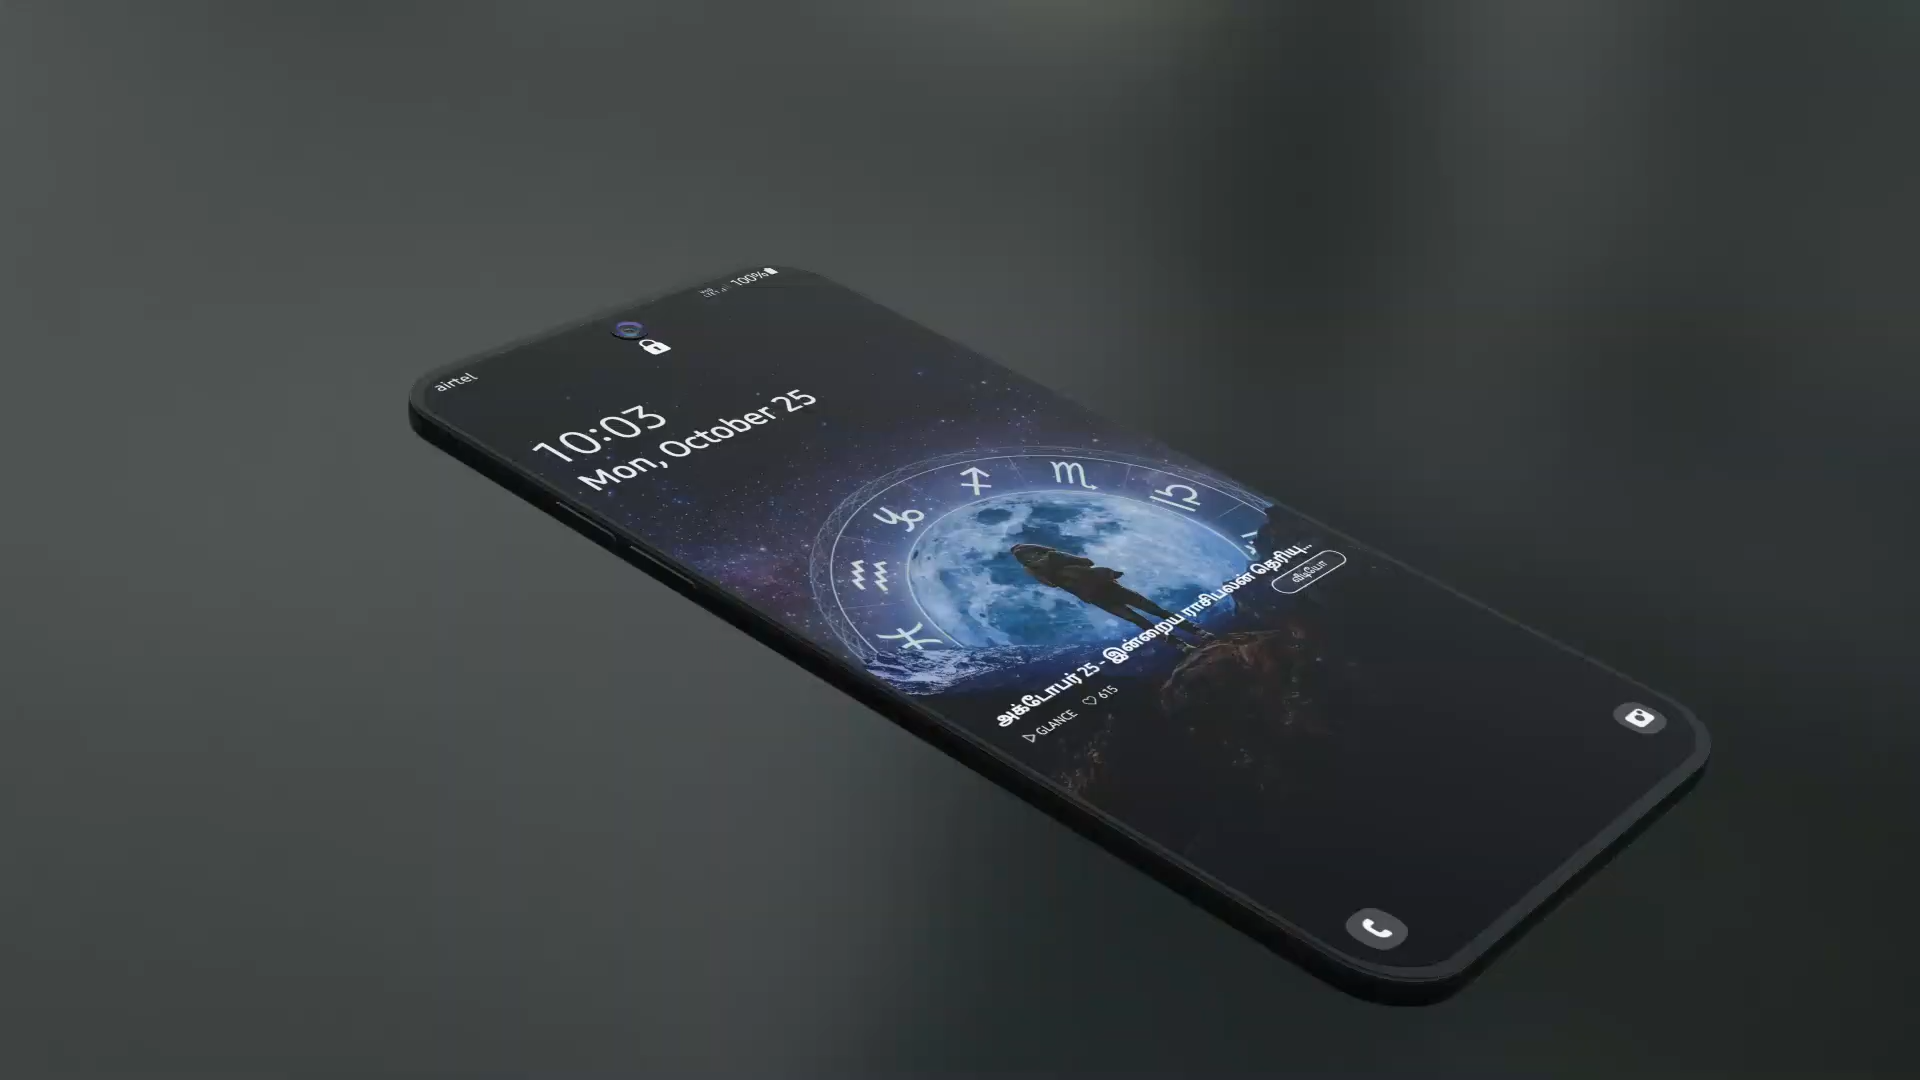 airtel
100%
10:03
Mon, October 25
அக்டோபர் 25 - இன்றைய ராசிபலன் தெரியு...
வீடியோ
GLANCE 615